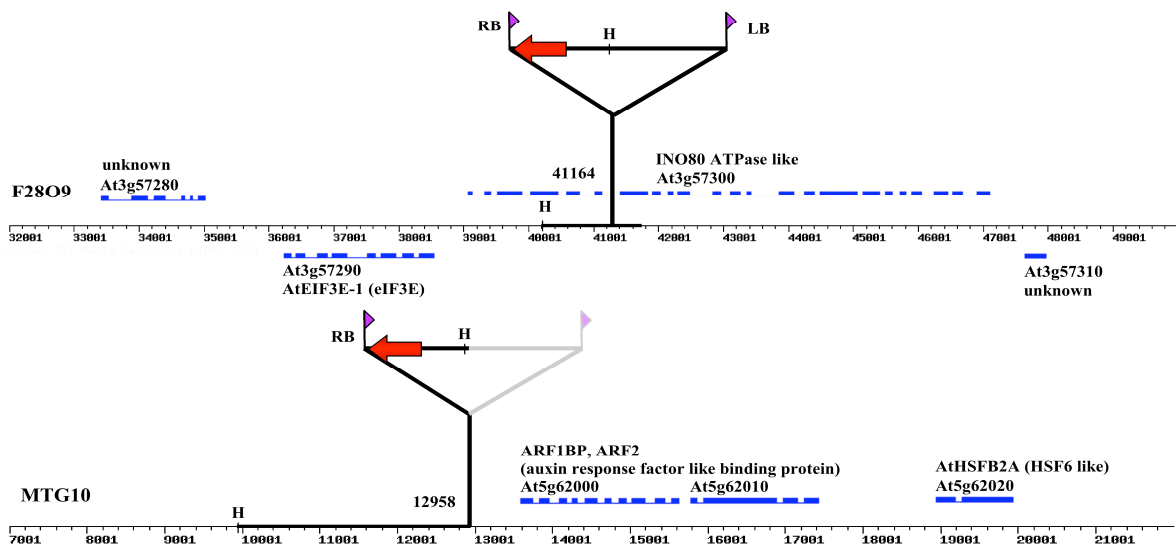 RB
H
LB
unknown
At3g57280
41164
INO80 ATPase like
At3g57300
F28O9
H
32001 33001 34001 35001 36001 37001 38001 39001 40001 41001 42001 43001 44001 45001 46001 47001 48001 49001
At3g57290
AtEIF3E-1 (eIF3E)
At3g57310
unknown
RB
H
ARF1BP, ARF2
(auxin response factor like binding protein)
At5g62000
At5g62010
AtHSFB2A (HSF6 like)
At5g62020
MTG10
12958
H
7001 8001 9001 10001 11001 12001 13001 14001 15001 16001 17001 18001 19001 20001 21001